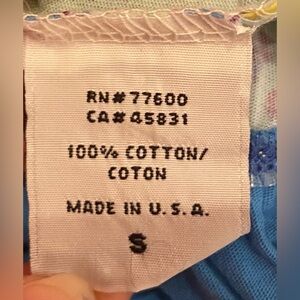 RN# 77600
CA# 45831
100% COTTON/
COTON
MADE IN U.S.A.
S